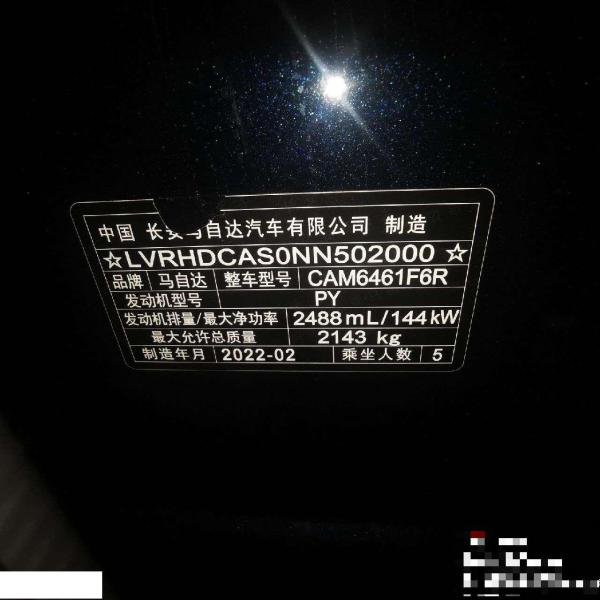 中国 长安马自达汽车有限公司 制造
☆LVRHDCAS0NN502000☆
品牌 马自达 整车型号 CAM6461F6R
发动机型号 PY
发动机排量/最大净功率 2488mL/144kW
最大允许总质量 2143 kg
制造年月 2022-02 乘坐人数 5